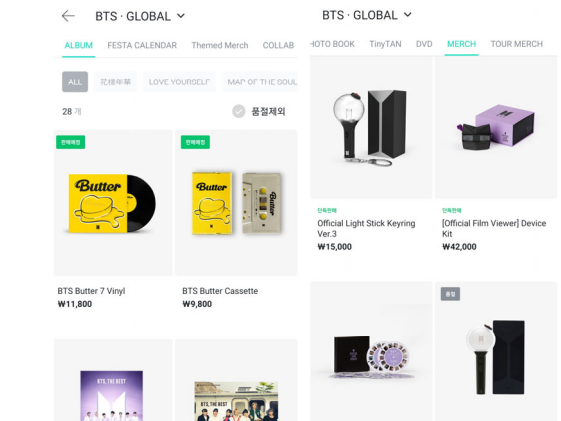 BTS · GLOBAL
ALBUM FESTA CALENDAR Themed Merch COLLAB
ALL 花樣年華 LOVE YOURSELF MAP OF THE SOUL
28 개 품절제외
판매예정
판매예정
Butter
Butter
Butter
BTS Butter 7 Vinyl
₩11,800
BTS Butter Cassette
₩9,800
BTS, THE BEST
BTS, THE BEST
BTS · GLOBAL
HOTO BOOK TinyTAN DVD MERCH TOUR MERCH
단독판매
Official Light Stick Keyring
Ver.3
₩15,000
단독판매
[Official Film Viewer] Device
Kit
₩42,000
품절